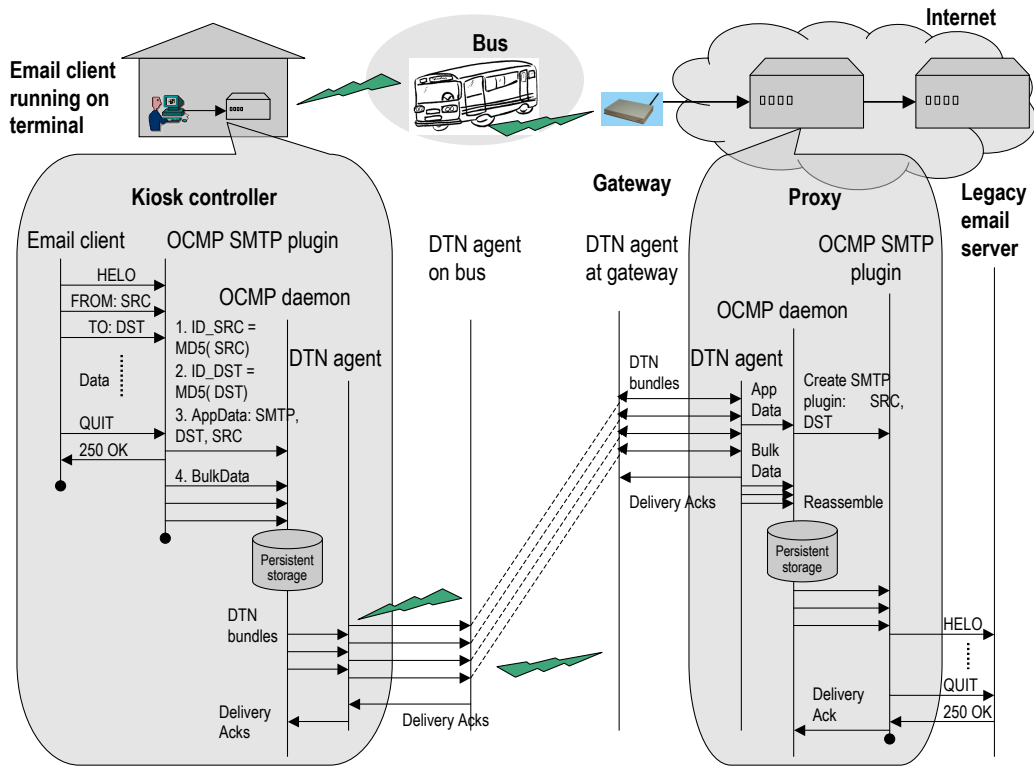 Internet
Bus
Email client
running on
terminal
Kiosk controller
Gateway
Proxy
Legacy
email
server
Email client
OCMP SMTP plugin
DTN agent
on bus
DTN agent
at gateway
OCMP SMTP
plugin
HELO
FROM: SRC
TO: DST
Data
QUIT
250 OK
OCMP daemon
1. ID_SRC =
MD5( SRC)
2. ID_DST =
MD5( DST)
3. AppData: SMTP,
DST, SRC
4. BulkData
DTN agent
Persistent
storage
DTN
bundles
Delivery
Acks
Delivery Acks
OCMP daemon
DTN agent
DTN
bundles
App
Data
Bulk
Data
Create SMTP
plugin: SRC,
DST
Delivery Acks
Reassemble
Persistent
storage
HELO
QUIT
250 OK
Delivery
Ack